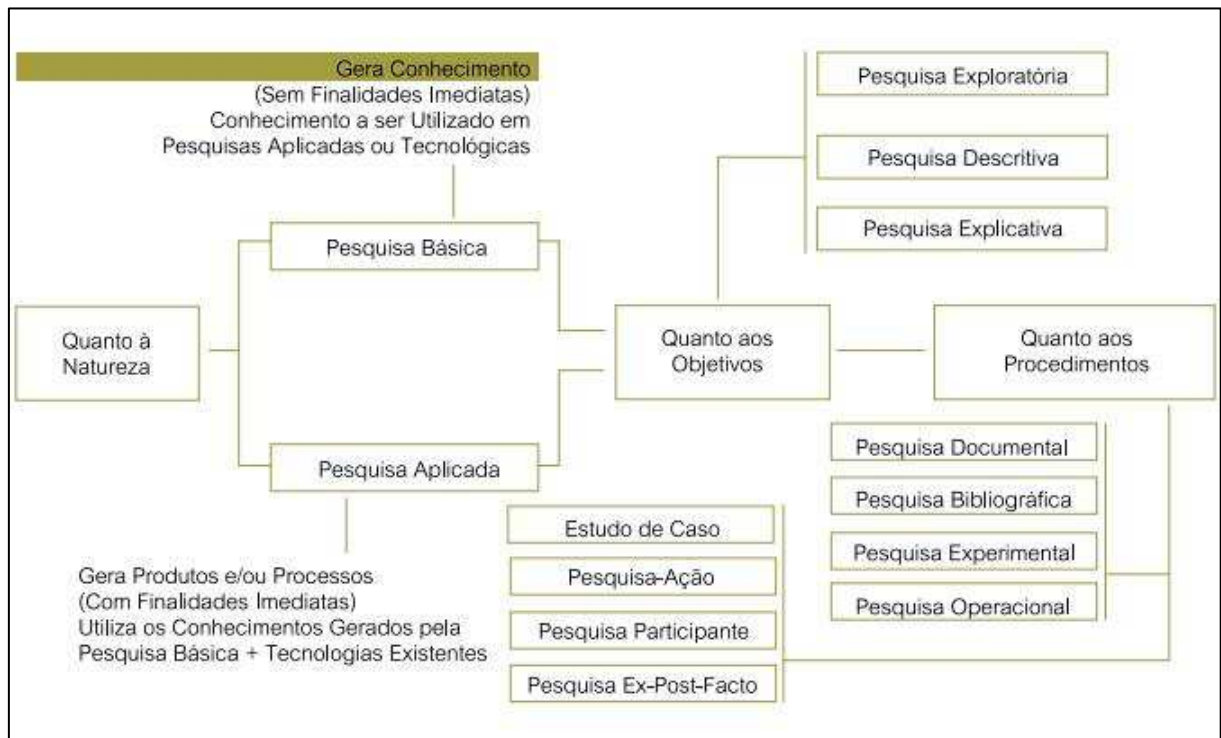 Gera Conhecimento
(Sem Finalidades Imediatas)
Conhecimento a ser Utilizado em
Pesquisas Aplicadas ou Tecnológicas
Pesquisa Básica
Quanto à
Natureza
Pesquisa Aplicada
Gera Produtos e/ou Processos
(Com Finalidades Imediatas)
Utiliza os Conhecimentos Gerados pela
Pesquisa Básica + Tecnologias Existentes
Quanto aos
Objetivos
Pesquisa Exploratória
Pesquisa Descritiva
Pesquisa Explicativa
Quanto aos
Procedimentos
Pesquisa Documental
Pesquisa Bibliográfica
Pesquisa Experimental
Pesquisa Operacional
Estudo de Caso
Pesquisa-Ação
Pesquisa Participante
Pesquisa Ex-Post-Facto